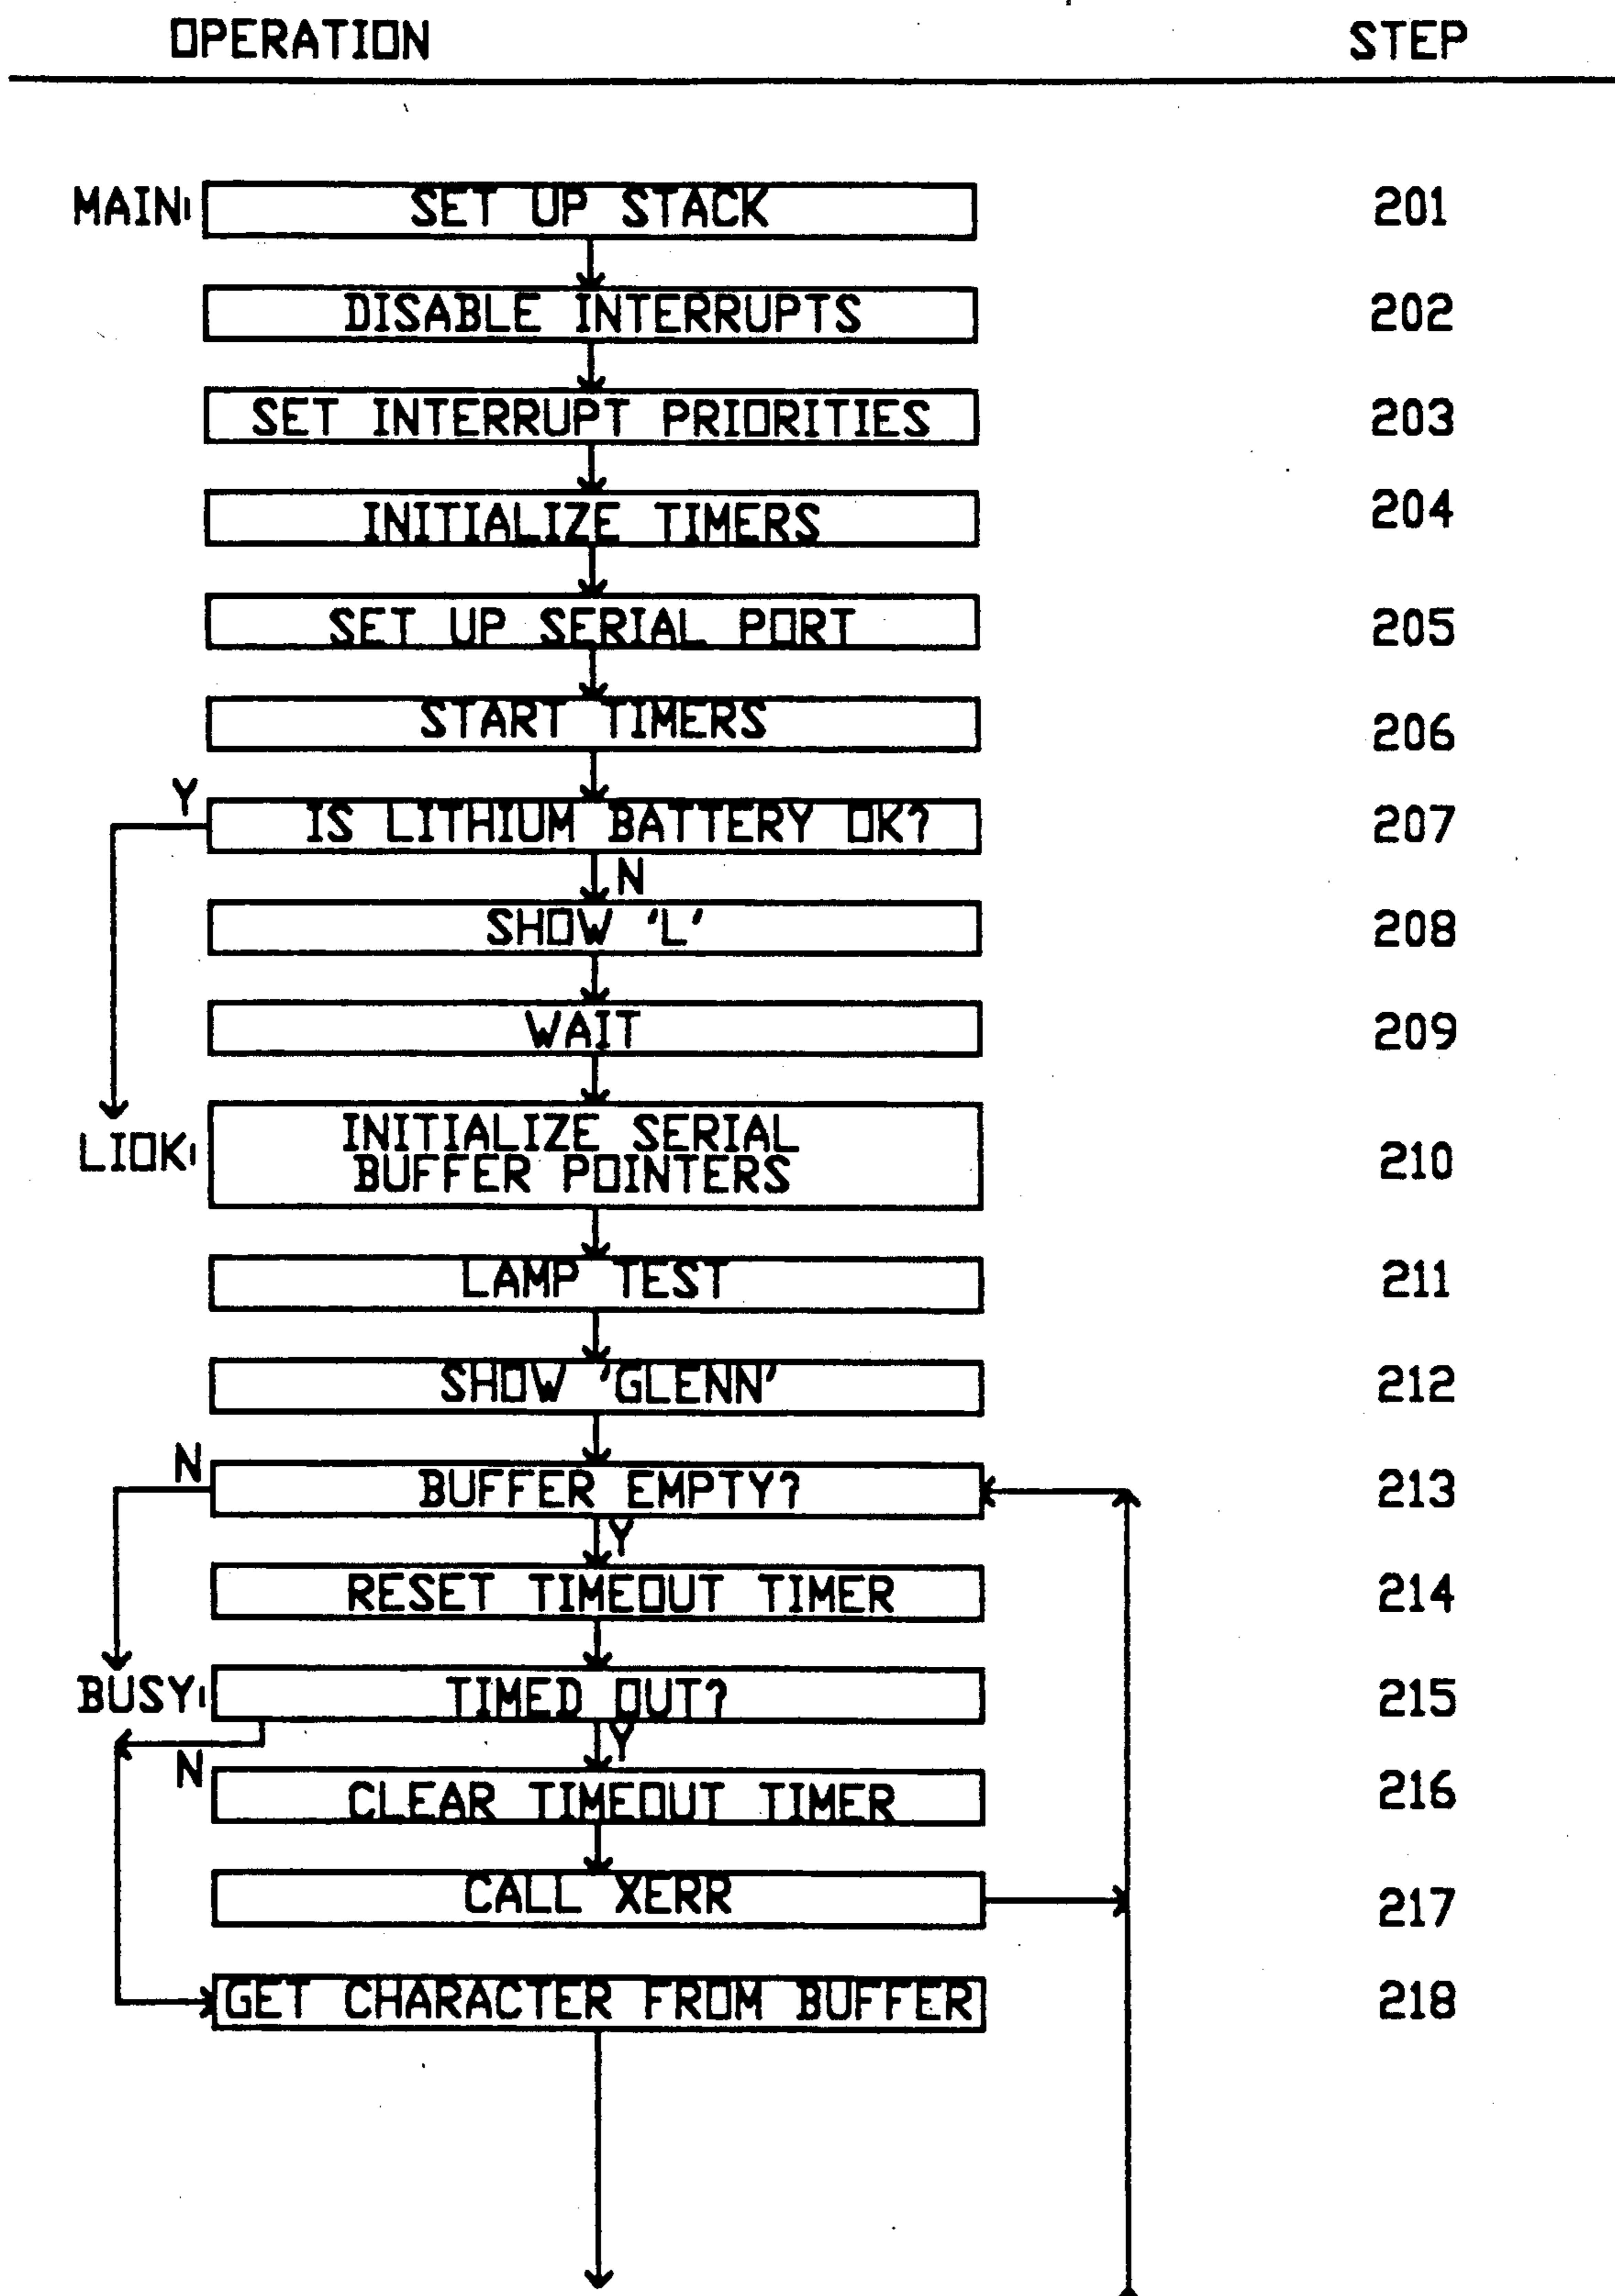 OPERATION STEP
MAIN: SET UP STACK 201
DISABLE INTERRUPTS 202
SET INTERRUPT PRIORITIES 203
INITIALIZE TIMERS 204
SET UP SERIAL PORT 205
START TIMERS 206
Y
IS LITHIUM BATTERY OK? 207
N
SHOW 'L' 208
WAIT 209
LIOK: INITIALIZE SERIAL
BUFFER POINTERS 210
LAMP TEST 211
SHOW 'GLENN' 212
N
BUFFER EMPTY? 213
Y
RESET TIMEOUT TIMER 214
BUSY: TIMED OUT? 215
Y
N
CLEAR TIMEOUT TIMER 216
CALL XERR 217
GET CHARACTER FROM BUFFER 218